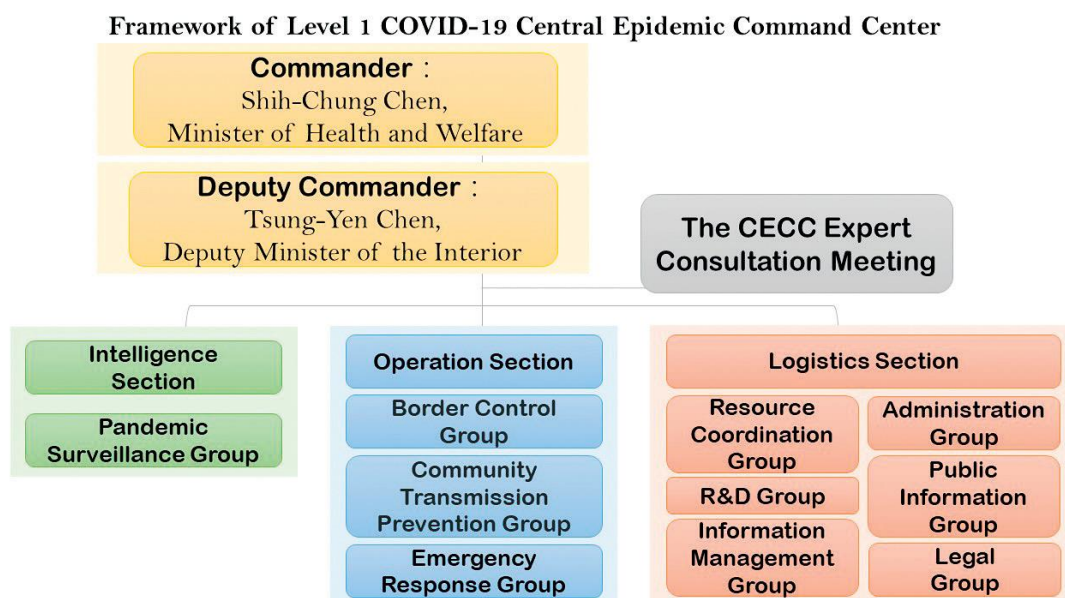 Framework of Level 1 COVID-19 Central Epidemic Command Center
Commander：
Shih-Chung Chen,
Minister of Health and Welfare
Deputy Commander：
Tsung-Yen Chen,
Deputy Minister of the Interior
The CECC Expert
Consultation Meeting
Intelligence
Section
Pandemic
Surveillance Group
Operation Section
Border Control
Group
Community
Transmission
Prevention Group
Emergency
Response Group
Logistics Section
Resource
Coordination
Group
R&D Group
Information
Management
Group
Administration
Group
Public
Information
Group
Legal
Group